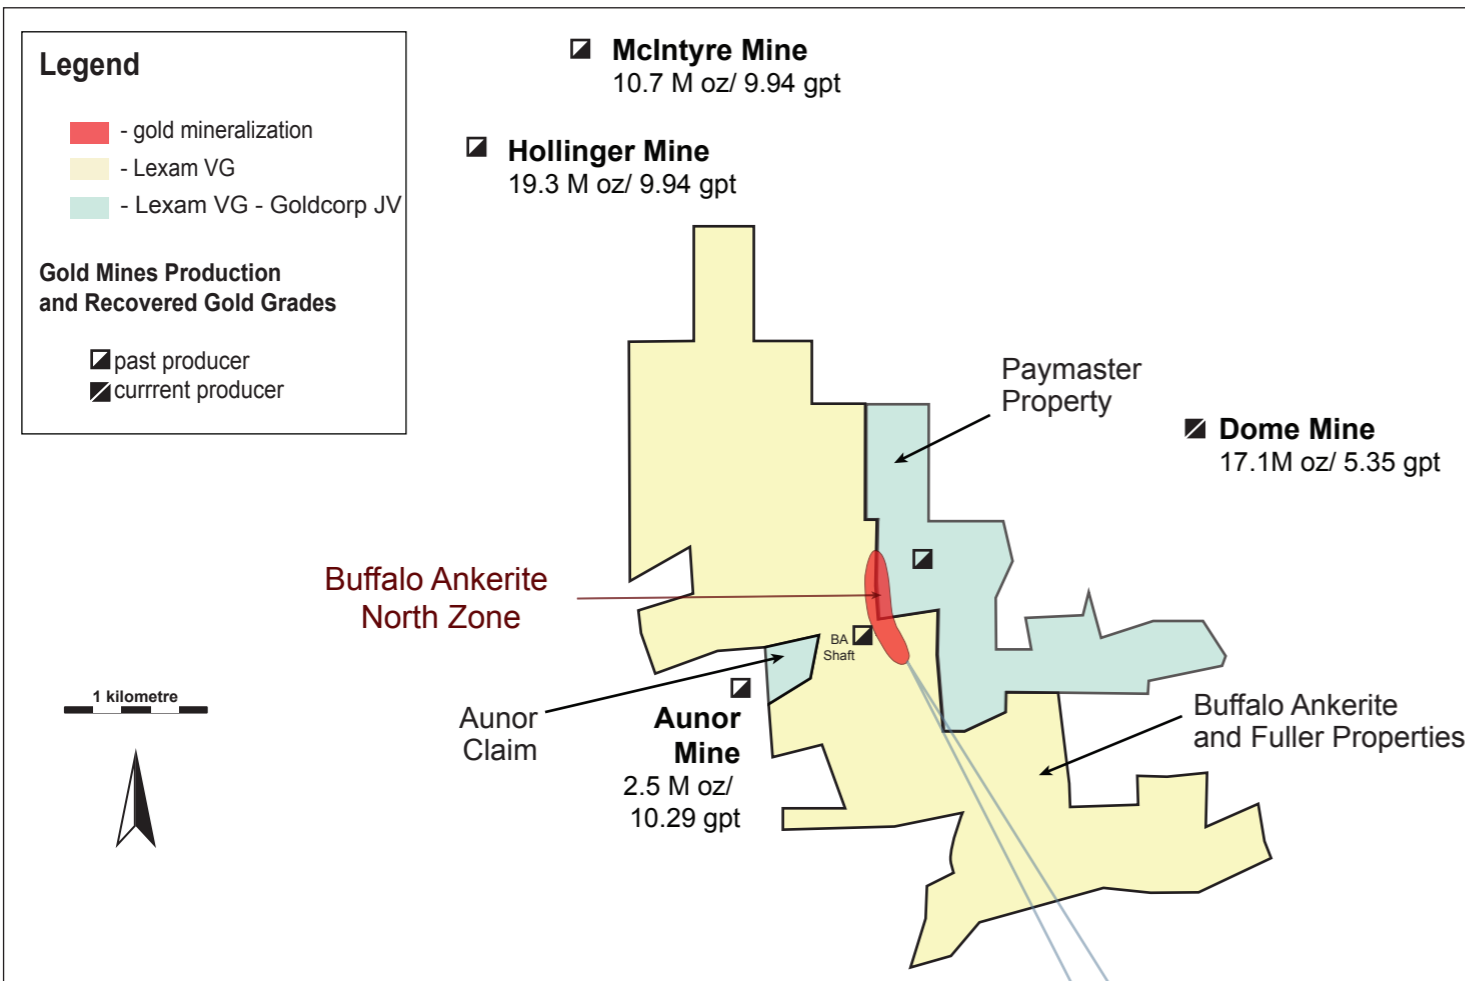 Legend
- gold mineralization
- Lexam VG
- Lexam VG - Goldcorp JV
Gold Mines Production
and Recovered Gold Grades
past producer
currrent producer
McIntyre Mine
10.7 M oz/ 9.94 gpt
Hollinger Mine
19.3 M oz/ 9.94 gpt
Paymaster
Property
Dome Mine
17.1M oz/ 5.35 gpt
Buffalo Ankerite
North Zone
BA
Shaft
1 kilometre
Aunor
Claim
Aunor
Mine
2.5 M oz/
10.29 gpt
Buffalo Ankerite
and Fuller Properties